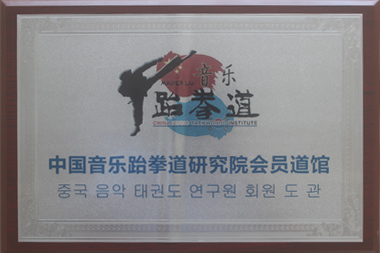 音乐
跆拳道
中国音乐跆拳道研究院会员道馆
중국 음악 태권도 연구원 회원 도 관